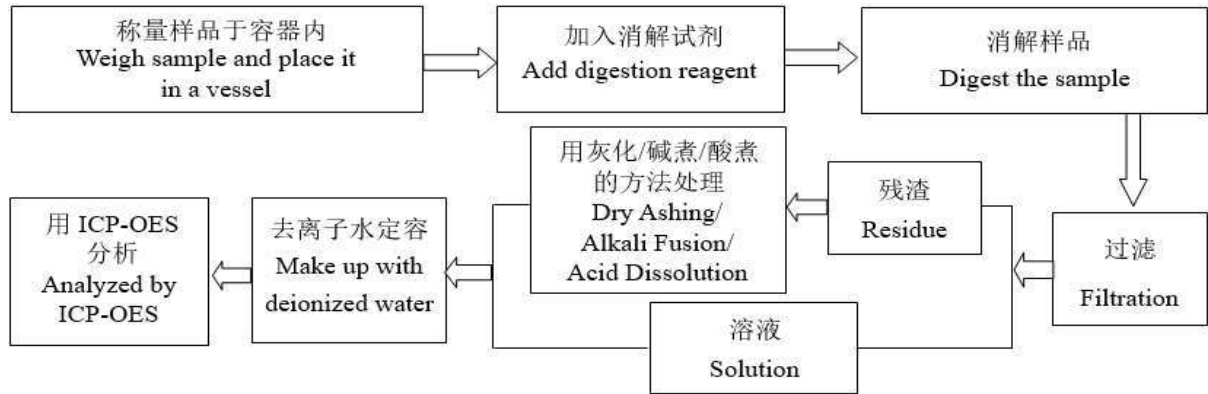 称量样品于容器内
Weigh sample and place it
in a vessel
加入消解试剂
Add digestion reagent
消解样品
Digest the sample
过滤
Filtration
残渣
Residue
用灰化/碱煮/酸煮
的方法处理
Dry Ashing/
Alkali Fusion/
Acid Dissolution
溶液
Solution
去离子水定容
Make up with
deionized water
用 ICP-OES
分析
Analyzed by
ICP-OES